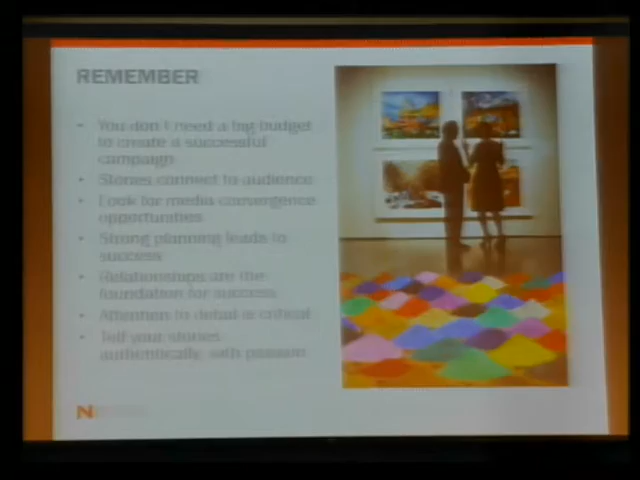 REMEMBER
• You don't need a big budget
to create a successful
campaign
• Stories connect to audience
• Look for media convergence
opportunities
• Strong planning leads to
success
• Relationships are the
foundation for success
• Attention to detail is critical
• Tell your stories
authentically, with passion
N